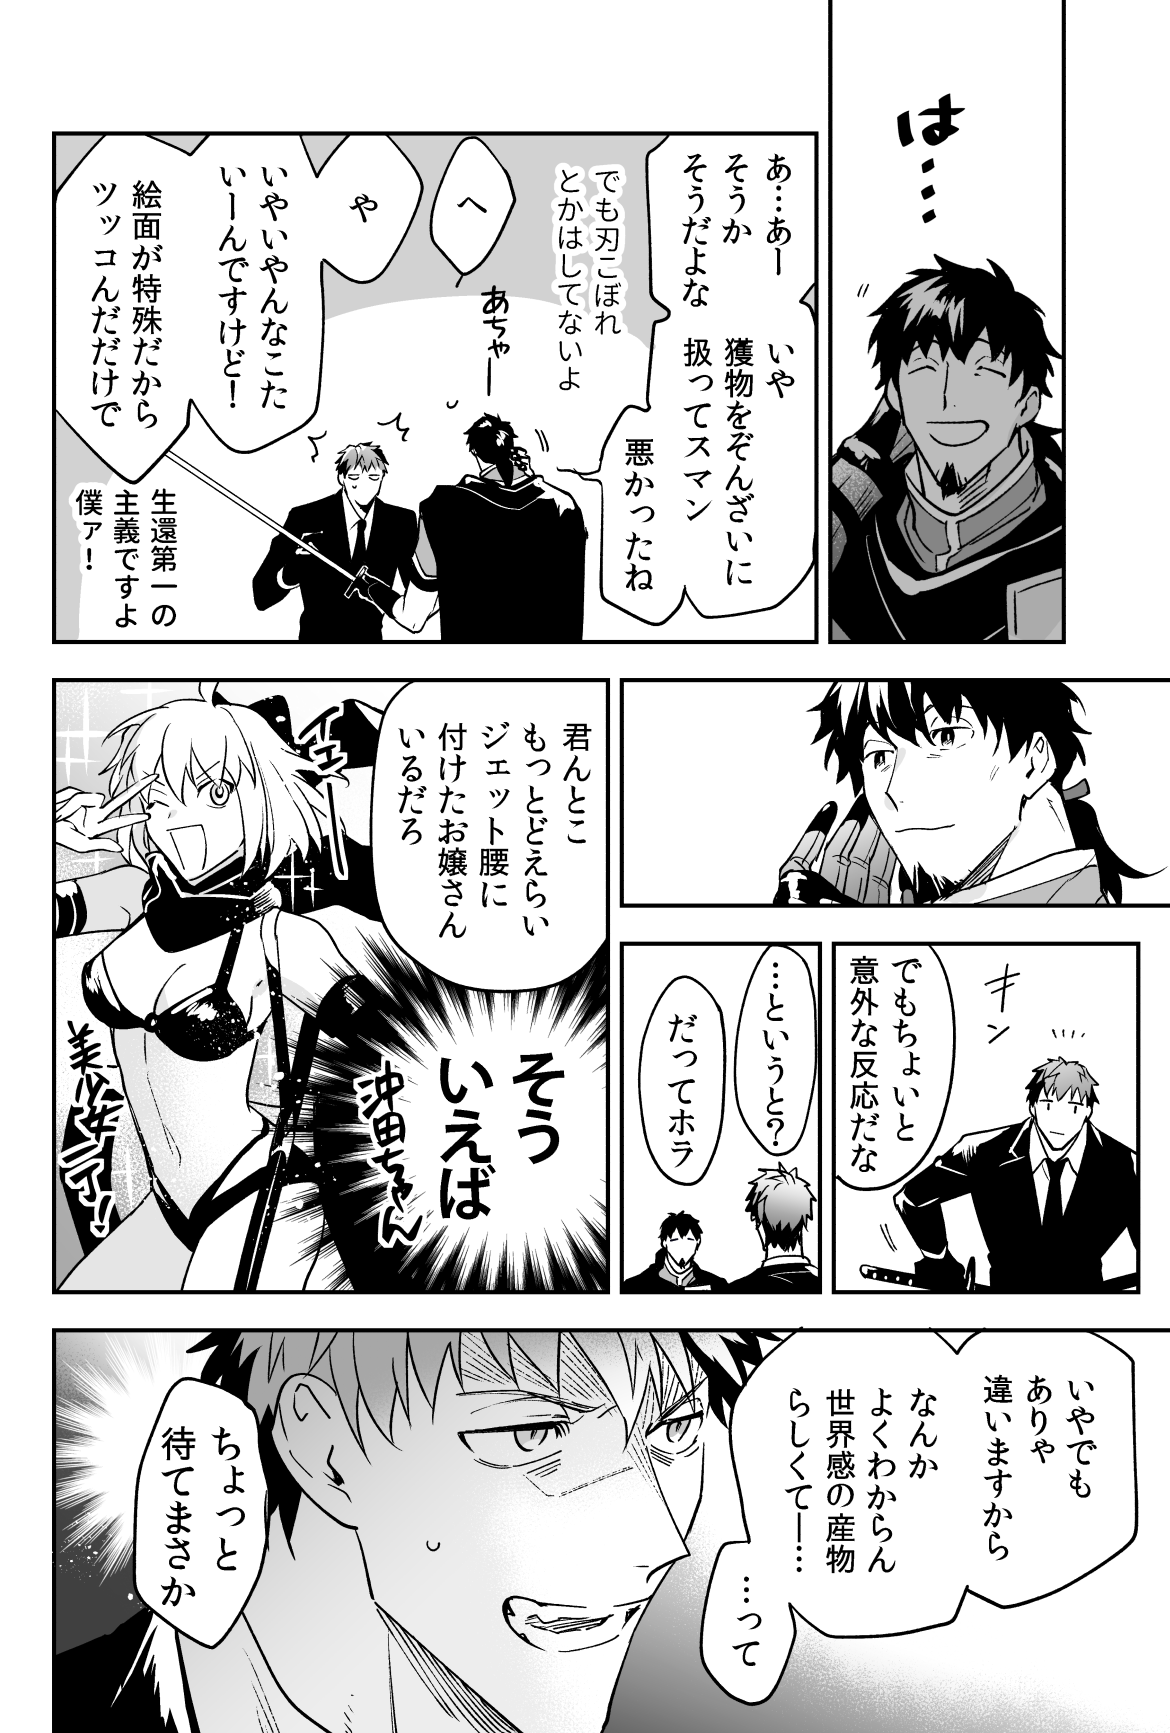 は…
あ…あー
そうか
そうだよな
いや
獲物をぞんざいに
扱ってスマン
悪かったね
でも刃こぼれ
とかはしてないよ
あちゃー
へ
や
いやいやんなこた
いーんですけど！
絵面が特殊だから
ツッコんだだけで
生還第一の
主義ですよ
僕ァ！
キン
でもちょいと
意外な反応だな
…というと？
だってホラ
君んとこ
もっとどえらい
ジェット腰に
付けたお嬢さん
いるだろ
イエーイ
そう
いえば
沖田ちゃん
美少女デース！
いやでも
ありゃ
違いますから
なんか
よくわからん
世界感の産物
らしくてー…
…って
ちょっと
待てまさか